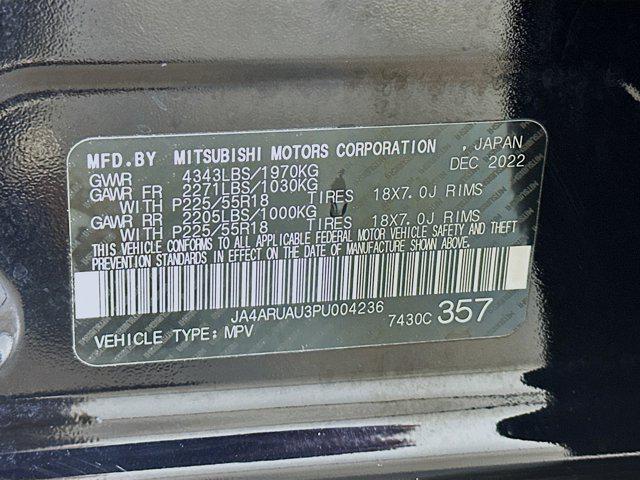 MFD.BY MITSUBISHI MOTORS CORPORATION , JAPAN
GVWR 4343LBS/1970KG DEC 2022
GAWR FR 2271LBS/1030KG
WITH P225/55R18 TIRES 18X7.0J RIMS
GAWR RR 2205LBS/1000KG
WITH P225/55R18 TIRES 18X7.0J RIMS
THIS VEHICLE CONFORMS TO ALL APPLICABLE FEDERAL MOTOR VEHICLE SAFETY AND THEFT
PREVENTION STANDARDS IN EFFECT ON THE DATE OF MANUFACTURE SHOWN ABOVE.
JA4ARUAU3PU004236
7430C 357
VEHICLE TYPE: MPV